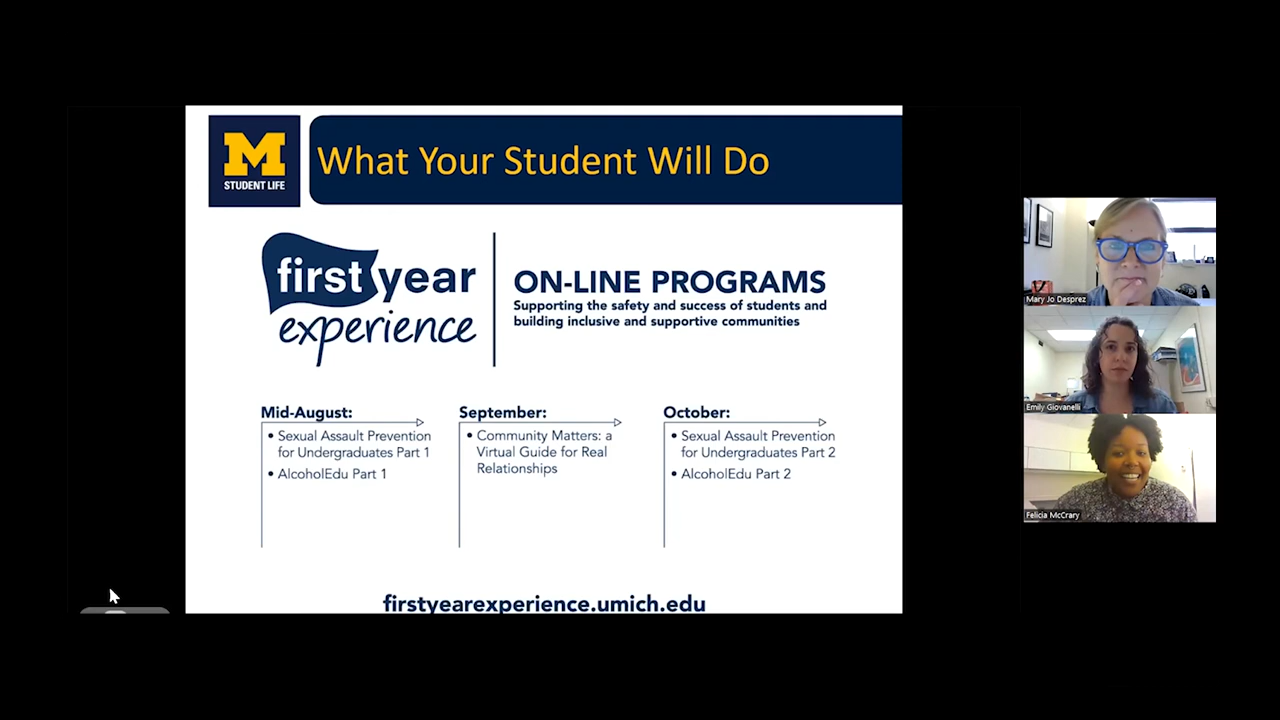 M
STUDENT LIFE
What Your Student Will Do
first year
experience
ON-LINE PROGRAMS
Supporting the safety and success of students and
building inclusive and supportive communities
Mid-August:
• Sexual Assault Prevention
for Undergraduates Part 1
• AlcoholEdu Part 1
September:
• Community Matters: a
Virtual Guide for Real
Relationships
October:
• Sexual Assault Prevention
for Undergraduates Part 2
• AlcoholEdu Part 2
firstyearexperience.umich.edu
Mary Jo Desprez
Emily Giovanelli
Felicia McCrary